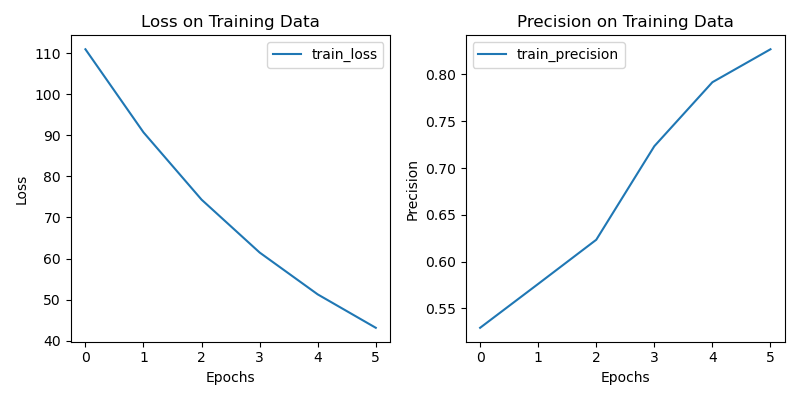 Loss on Training Data
train_loss
110
100
90
80
70
60
50
40
Loss
0 1 2 3 4 5
Epochs
Precision on Training Data
train_precision
0.80
0.75
0.70
0.65
0.60
0.55
Precision
0 1 2 3 4 5
Epochs